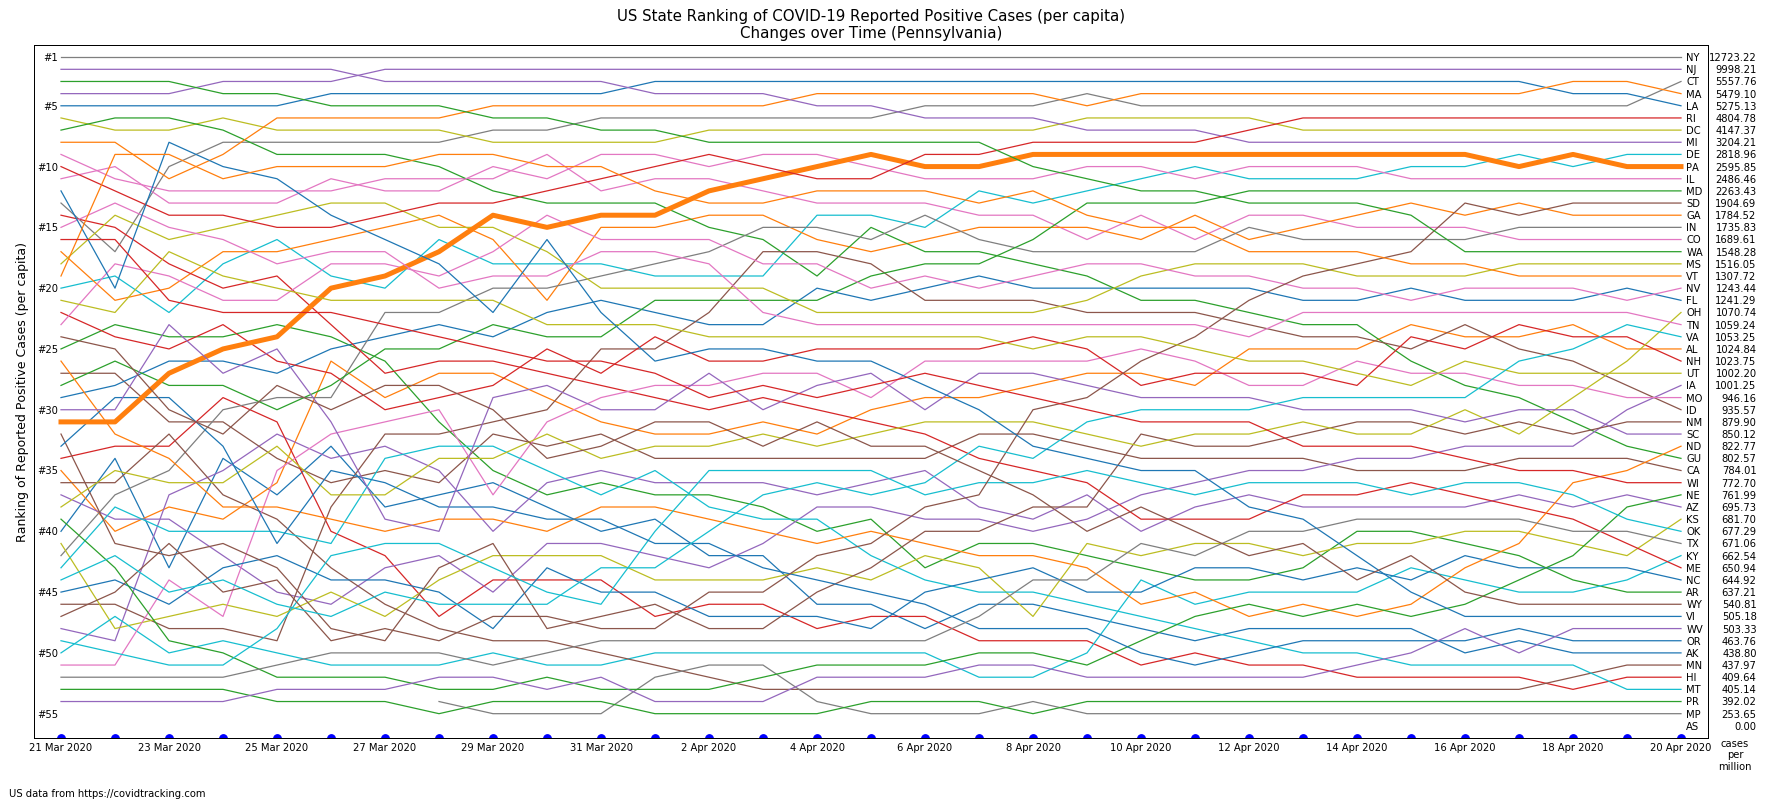 US State Ranking of COVID-19 Reported Positive Cases (per capita)
Changes over Time (Pennsylvania)
Ranking of Reported Positive Cases (per capita)
#1
#5
#10
#15
#20
#25
#30
#35
#40
#45
#50
#55
NY 12723.22
NJ 9998.21
CT 5557.76
MA 5479.10
LA 5275.13
RI 4804.78
DC 4147.37
MI 3204.21
DE 2818.96
PA 2595.85
IL 2486.46
MD 2263.43
SD 1904.69
GA 1784.52
IN 1735.83
CO 1689.61
WA 1548.28
MS 1516.05
VT 1307.72
NV 1243.44
FL 1241.29
OH 1070.74
TN 1059.24
VA 1053.25
AL 1024.84
NH 1023.75
UT 1002.20
IA 1001.25
MO 946.16
ID 935.57
NM 879.90
SC 850.12
ND 822.77
GU 802.57
CA 784.01
WI 772.70
NE 761.99
AZ 695.73
KS 681.70
OK 677.29
TX 671.06
KY 662.54
ME 650.94
NC 644.92
AR 637.21
WY 540.81
VI 505.18
WV 503.33
OR 463.76
AK 438.80
MN 437.97
HI 409.64
MT 405.14
PR 392.02
MP 253.65
AS 0.00
21 Mar 2020 23 Mar 2020 25 Mar 2020 27 Mar 2020 29 Mar 2020 31 Mar 2020 2 Apr 2020 4 Apr 2020 6 Apr 2020 8 Apr 2020 10 Apr 2020 12 Apr 2020 14 Apr 2020 16 Apr 2020 18 Apr 2020 20 Apr 2020
cases
per
million
US data from https://covidtracking.com